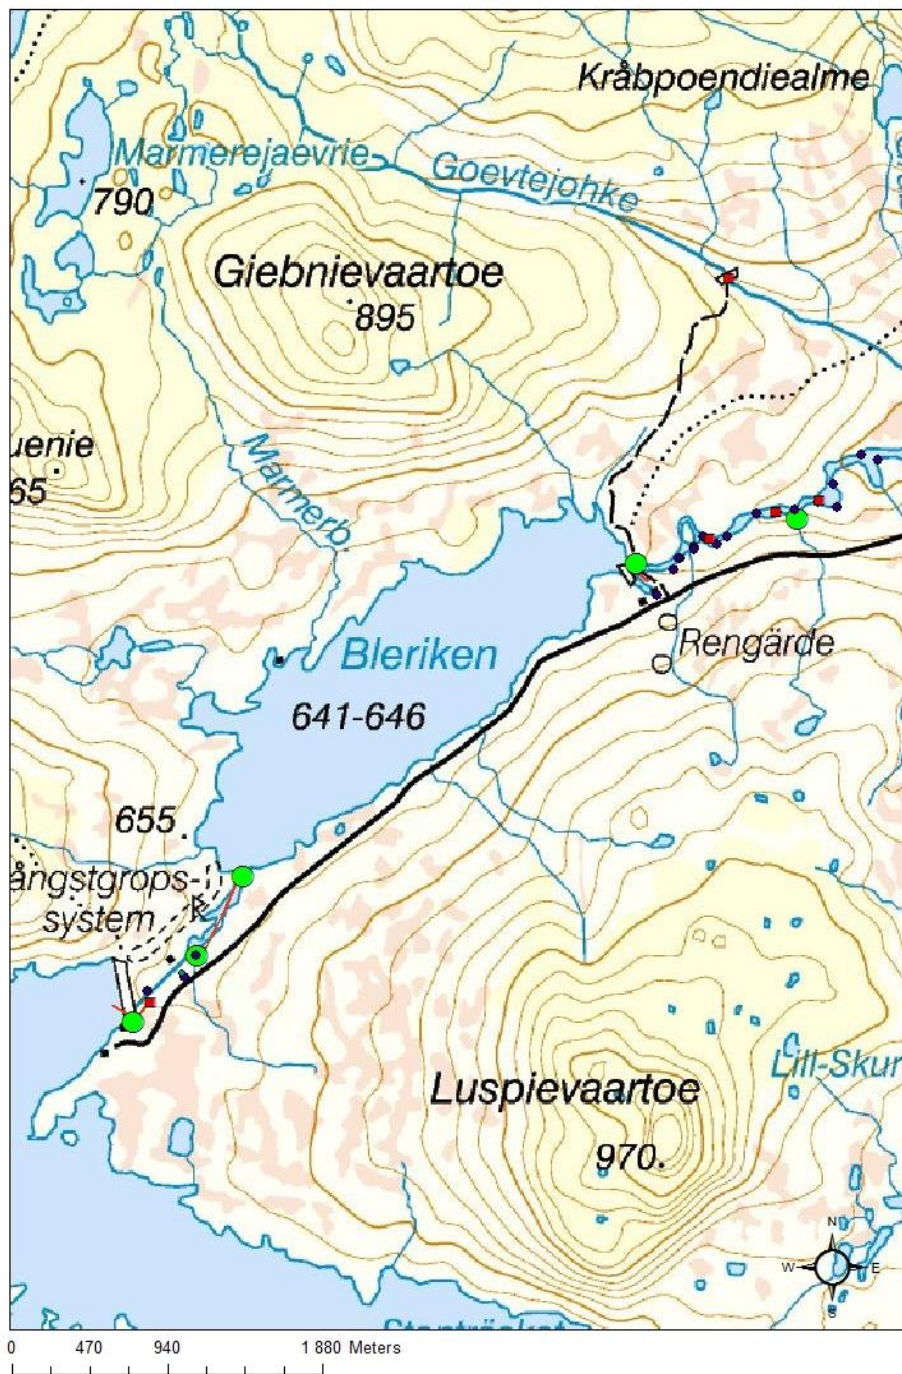 Kråbpoendiealme
Marmerejaevrie
Goevtejohke
790
Giebnievaartoe
895
uenie
65
Marmerb.
Bleriken
Rengärde
641-646
655
ångstgrops-
system
R
Lill-Skur
Luspievaartoe
970
N
W E
S
0 470 940 1 880 Meters